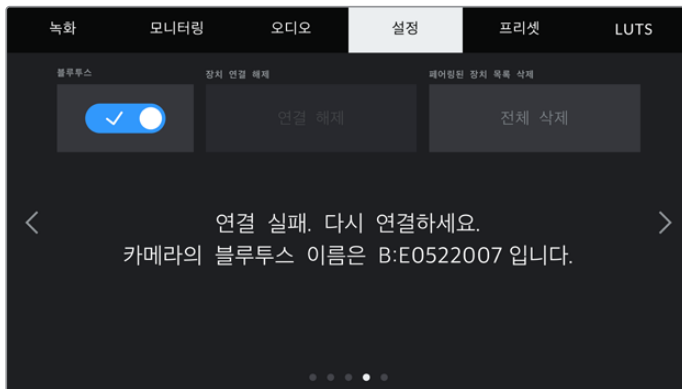 녹화 모니터링 오디오 설정 프리셋 LUTS
블루투스 장치 연결 해제 페어링된 장치 목록 삭제
연결 해제 전체 삭제
연결 실패. 다시 연결하세요.
카메라의 블루투스 이름은 B:E0522007 입니다.